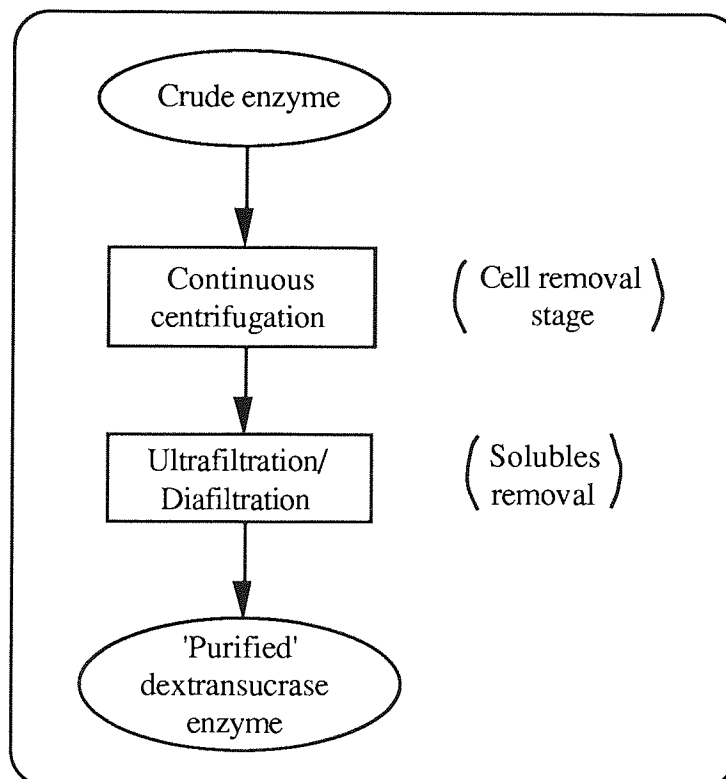 Crude enzyme
Continuous
centrifugation
(Cell removal
stage)
Ultrafiltration/
Diafiltration
(Solubles
removal)
'Purified'
dextransucrase
enzyme